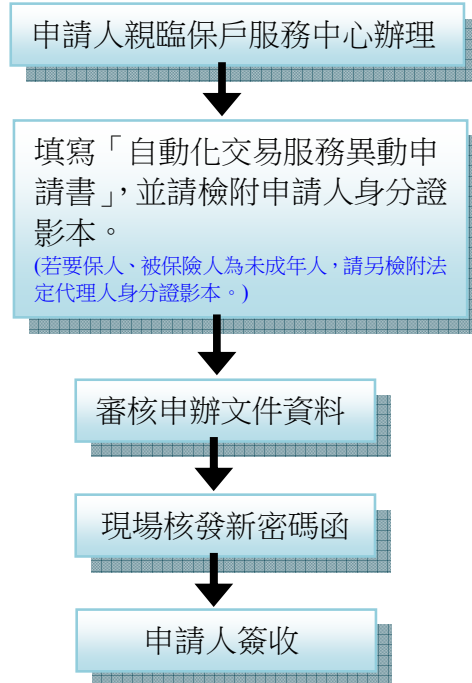 申請人親臨保戶服務中心辦理
填寫「自動化交易服務異動申
請書」，並請檢附申請人身分證
影本。
(若要保人、被保險人為未成年人，請另檢附法
定代理人身分證影本。)
審核申辦文件資料
現場核發新密碼函
申請人簽收